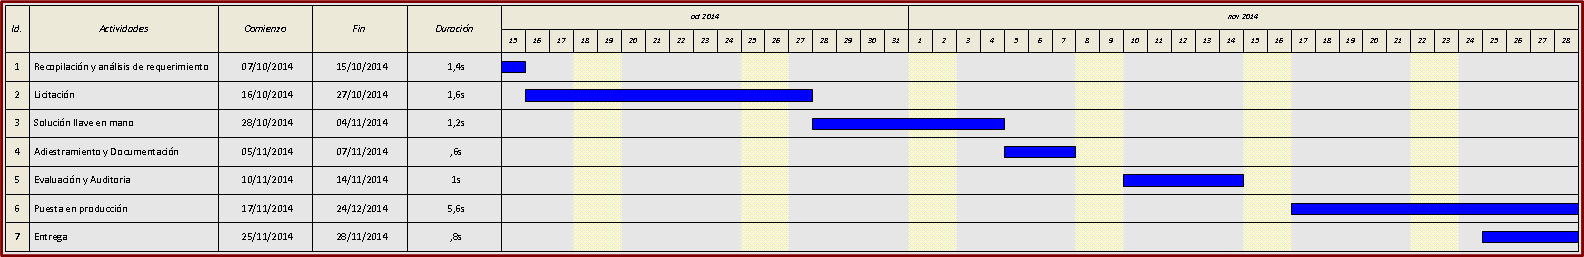 Id. Actividades Comienzo Fin Duración oct 2014 nov 2014
15 16 17 18 19 20 21 22 23 24 25 26 27 28 29 30 31 1 2 3 4 5 6 7 8 9 10 11 12 13 14 15 16 17 18 19 20 21 22 23 24 25 26 27 28
1 Recopilación y análisis de requerimiento 07/10/2014 15/10/2014 1,4s
2 Licitación 16/10/2014 27/10/2014 1,6s
3 Solución llave en mano 28/10/2014 04/11/2014 1,2s
4 Adiestramiento y Documentación 05/11/2014 07/11/2014 ,6s
5 Evaluación y Auditoria 10/11/2014 14/11/2014 1s
6 Puesta en producción 17/11/2014 24/12/2014 5,6s
7 Entrega 25/11/2014 28/11/2014 ,8s